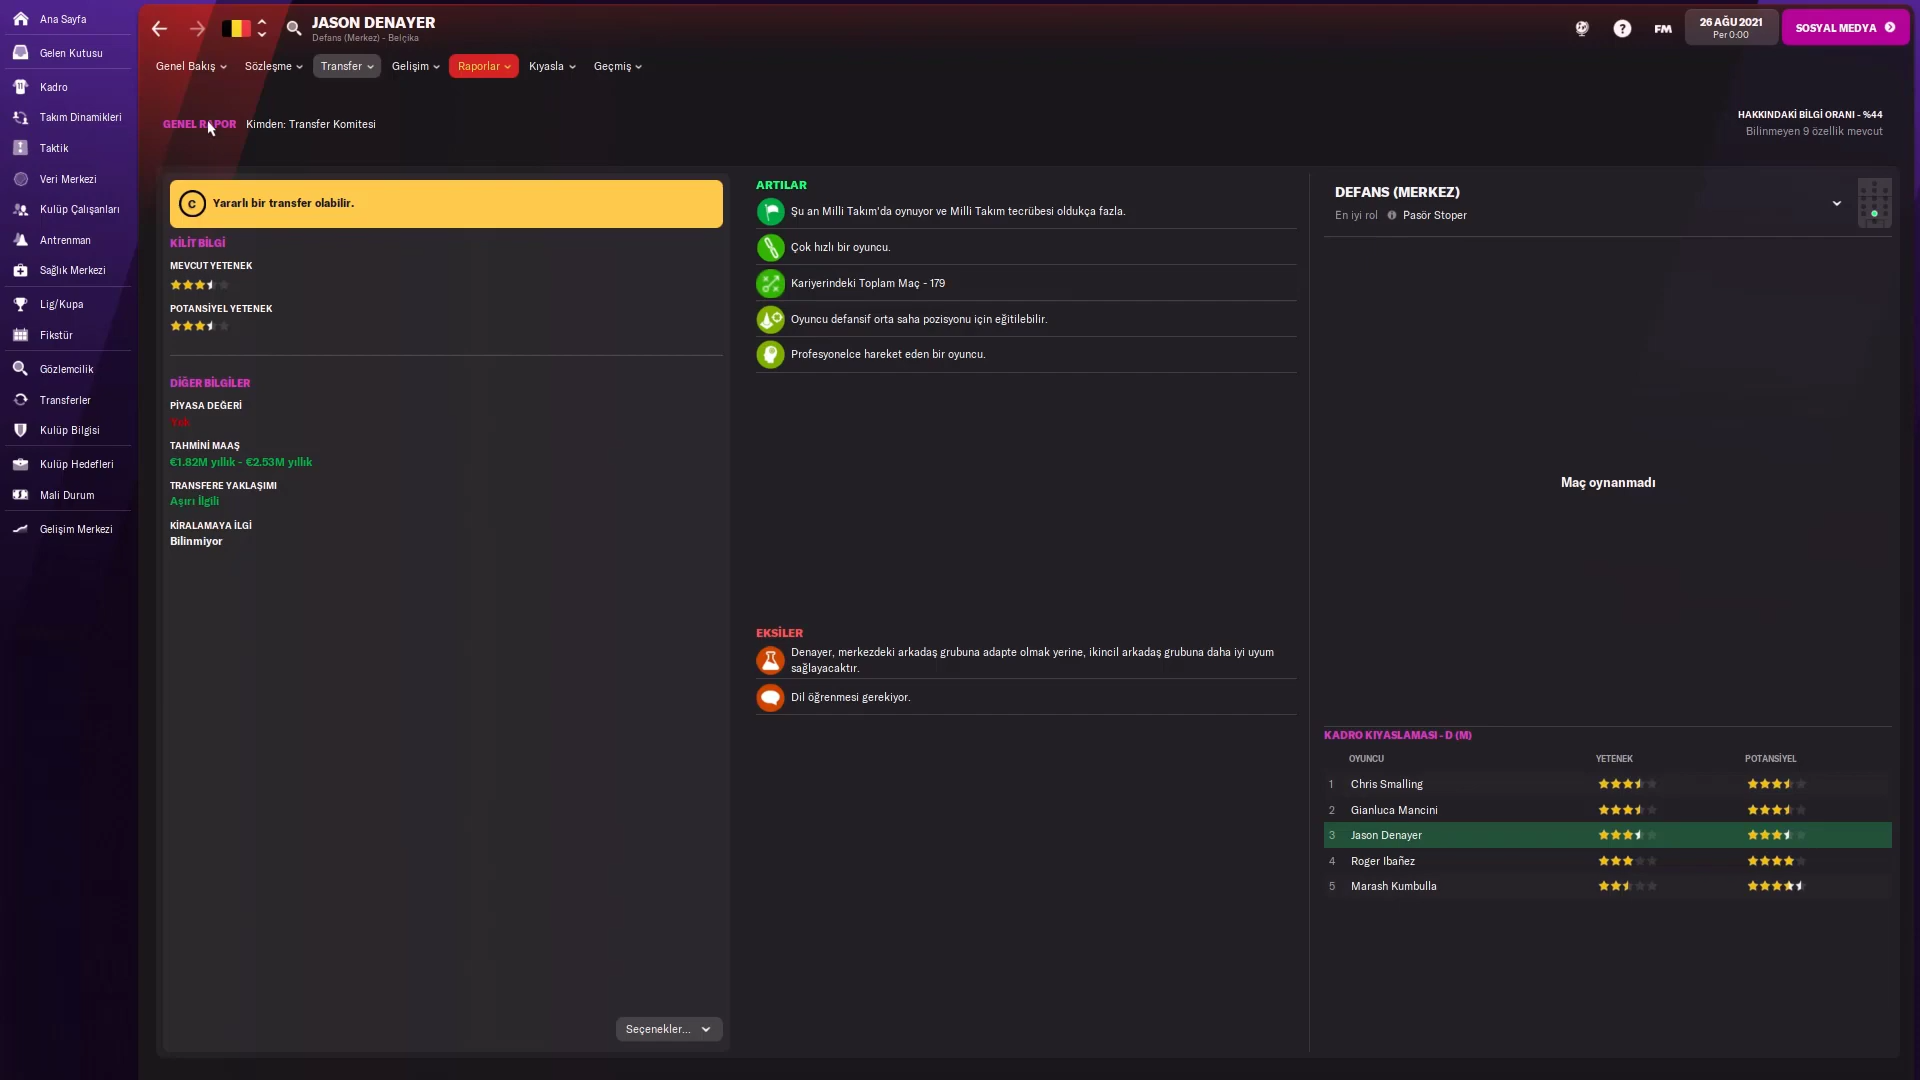 Ana Sayfa
Gelen Kutusu
Kadro
Takım Dinamikleri
Taktik
Veri Merkezi
Kulüp Çalışanları
Antrenman
Sağlık Merkezi
Lig/Kupa
Fikstür
Gözlemcilik
Transferler
Kulüp Bilgisi
Kulüp Hedefleri
Mali Durum
Gelişim Merkezi
JASON DENAYER
Defans (Merkez) - Belçika
FM
26 AĞU 2021
Per 0:00
SOSYAL MEDYA
Genel Bakış
Sözleşme
Transfer
Gelişim
Raporlar
Kıyasla
Geçmiş
GENEL RAPOR Kimden: Transfer Komitesi
HAKKINDAKİ BİLGİ ORANI - %44
Bilinmeyen 9 özellik mevcut
C Yararlı bir transfer olabilir.
KİLİT BİLGİ
MEVCUT YETENEK
POTANSİYEL YETENEK
DİĞER BİLGİLER
PİYASA DEĞERİ
Yok
TAHMİNİ MAAŞ
€1.82M yıllık - €2.53M yıllık
TRANSFERE YAKLAŞIMI
Aşırı İlgili
KİRALAMAYA İLGİ
Bilinmiyor
Seçenekler...
ARTILAR
Şu an Milli Takım'da oynuyor ve Milli Takım tecrübesi oldukça fazla.
Çok hızlı bir oyuncu.
Kariyerindeki Toplam Maç - 179
Oyuncu defansif orta saha pozisyonu için eğitilebilir.
Profesyonelce hareket eden bir oyuncu.
EKSİLER
Denayer, merkezdeki arkadaş grubuna adapte olmak yerine, ikincil arkadaş grubuna daha iyi uyum
sağlayacaktır.
Dil öğrenmesi gerekiyor.
DEFANS (MERKEZ)
En iyi rol Pasör Stoper
Maç oynanmadı
KADRO KIYASLAMASI - D (M)
OYUNCU YETENEK POTANSİYEL
1 Chris Smalling
2 Gianluca Mancini
3 Jason Denayer
4 Roger Ibañez
5 Marash Kumbulla